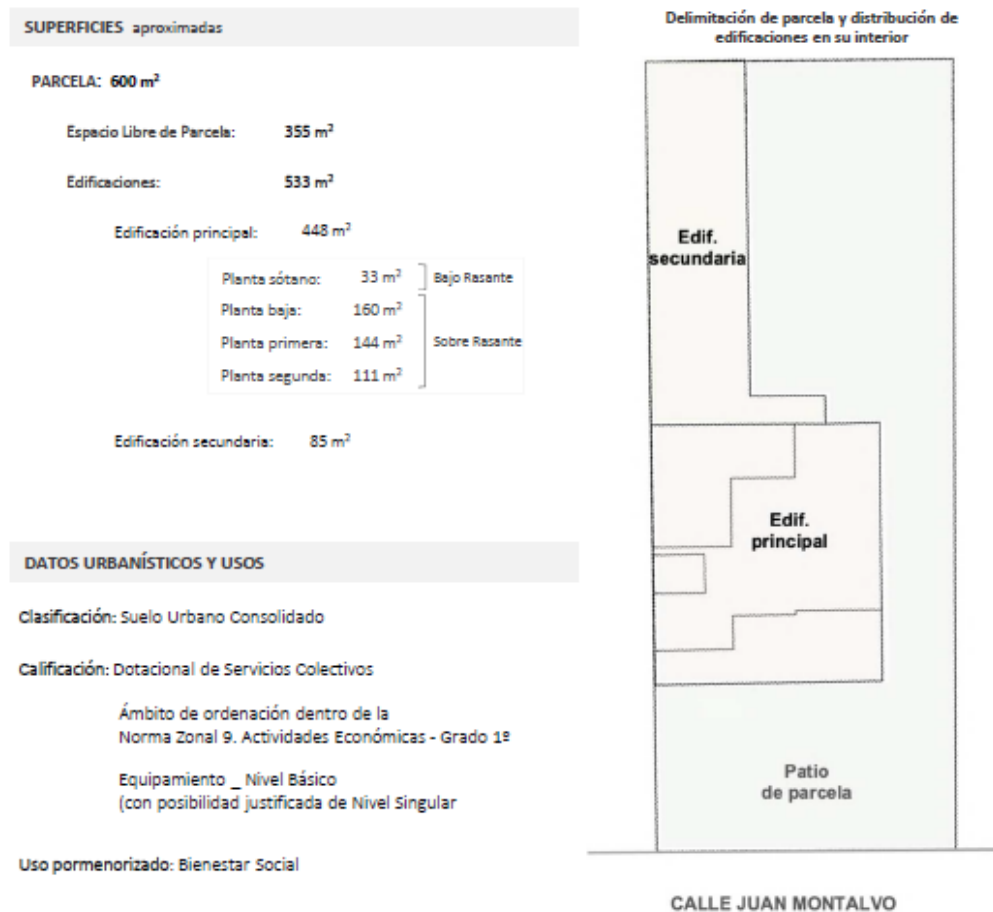 SUPERFICIES aproximadas
PARCELA: 600 m²
Espacio Libre de Parcela: 355 m²
Edificaciones: 533 m²
Edificación principal: 448 m²
Planta sótano: 33 m² Bajo Rasante
Planta baja: 160 m²
Planta primera: 144 m² Sobre Rasante
Planta segunda: 111 m²
Edificación secundaria: 85 m²
DATOS URBANÍSTICOS Y USOS
Clasificación: Suelo Urbano Consolidado
Calificación: Dotacional de Servicios Colectivos
Ámbito de ordenación dentro de la
Norma Zonal 9. Actividades Económicas - Grado 1º
Equipamiento _ Nivel Básico
(con posibilidad justificada de Nivel Singular
Uso pormenorizado: Bienestar Social
Delimitación de parcela y distribución de
edificaciones en su interior
Edif.
secundaria
Edif.
principal
Patio
de parcela
CALLE JUAN MONTALVO